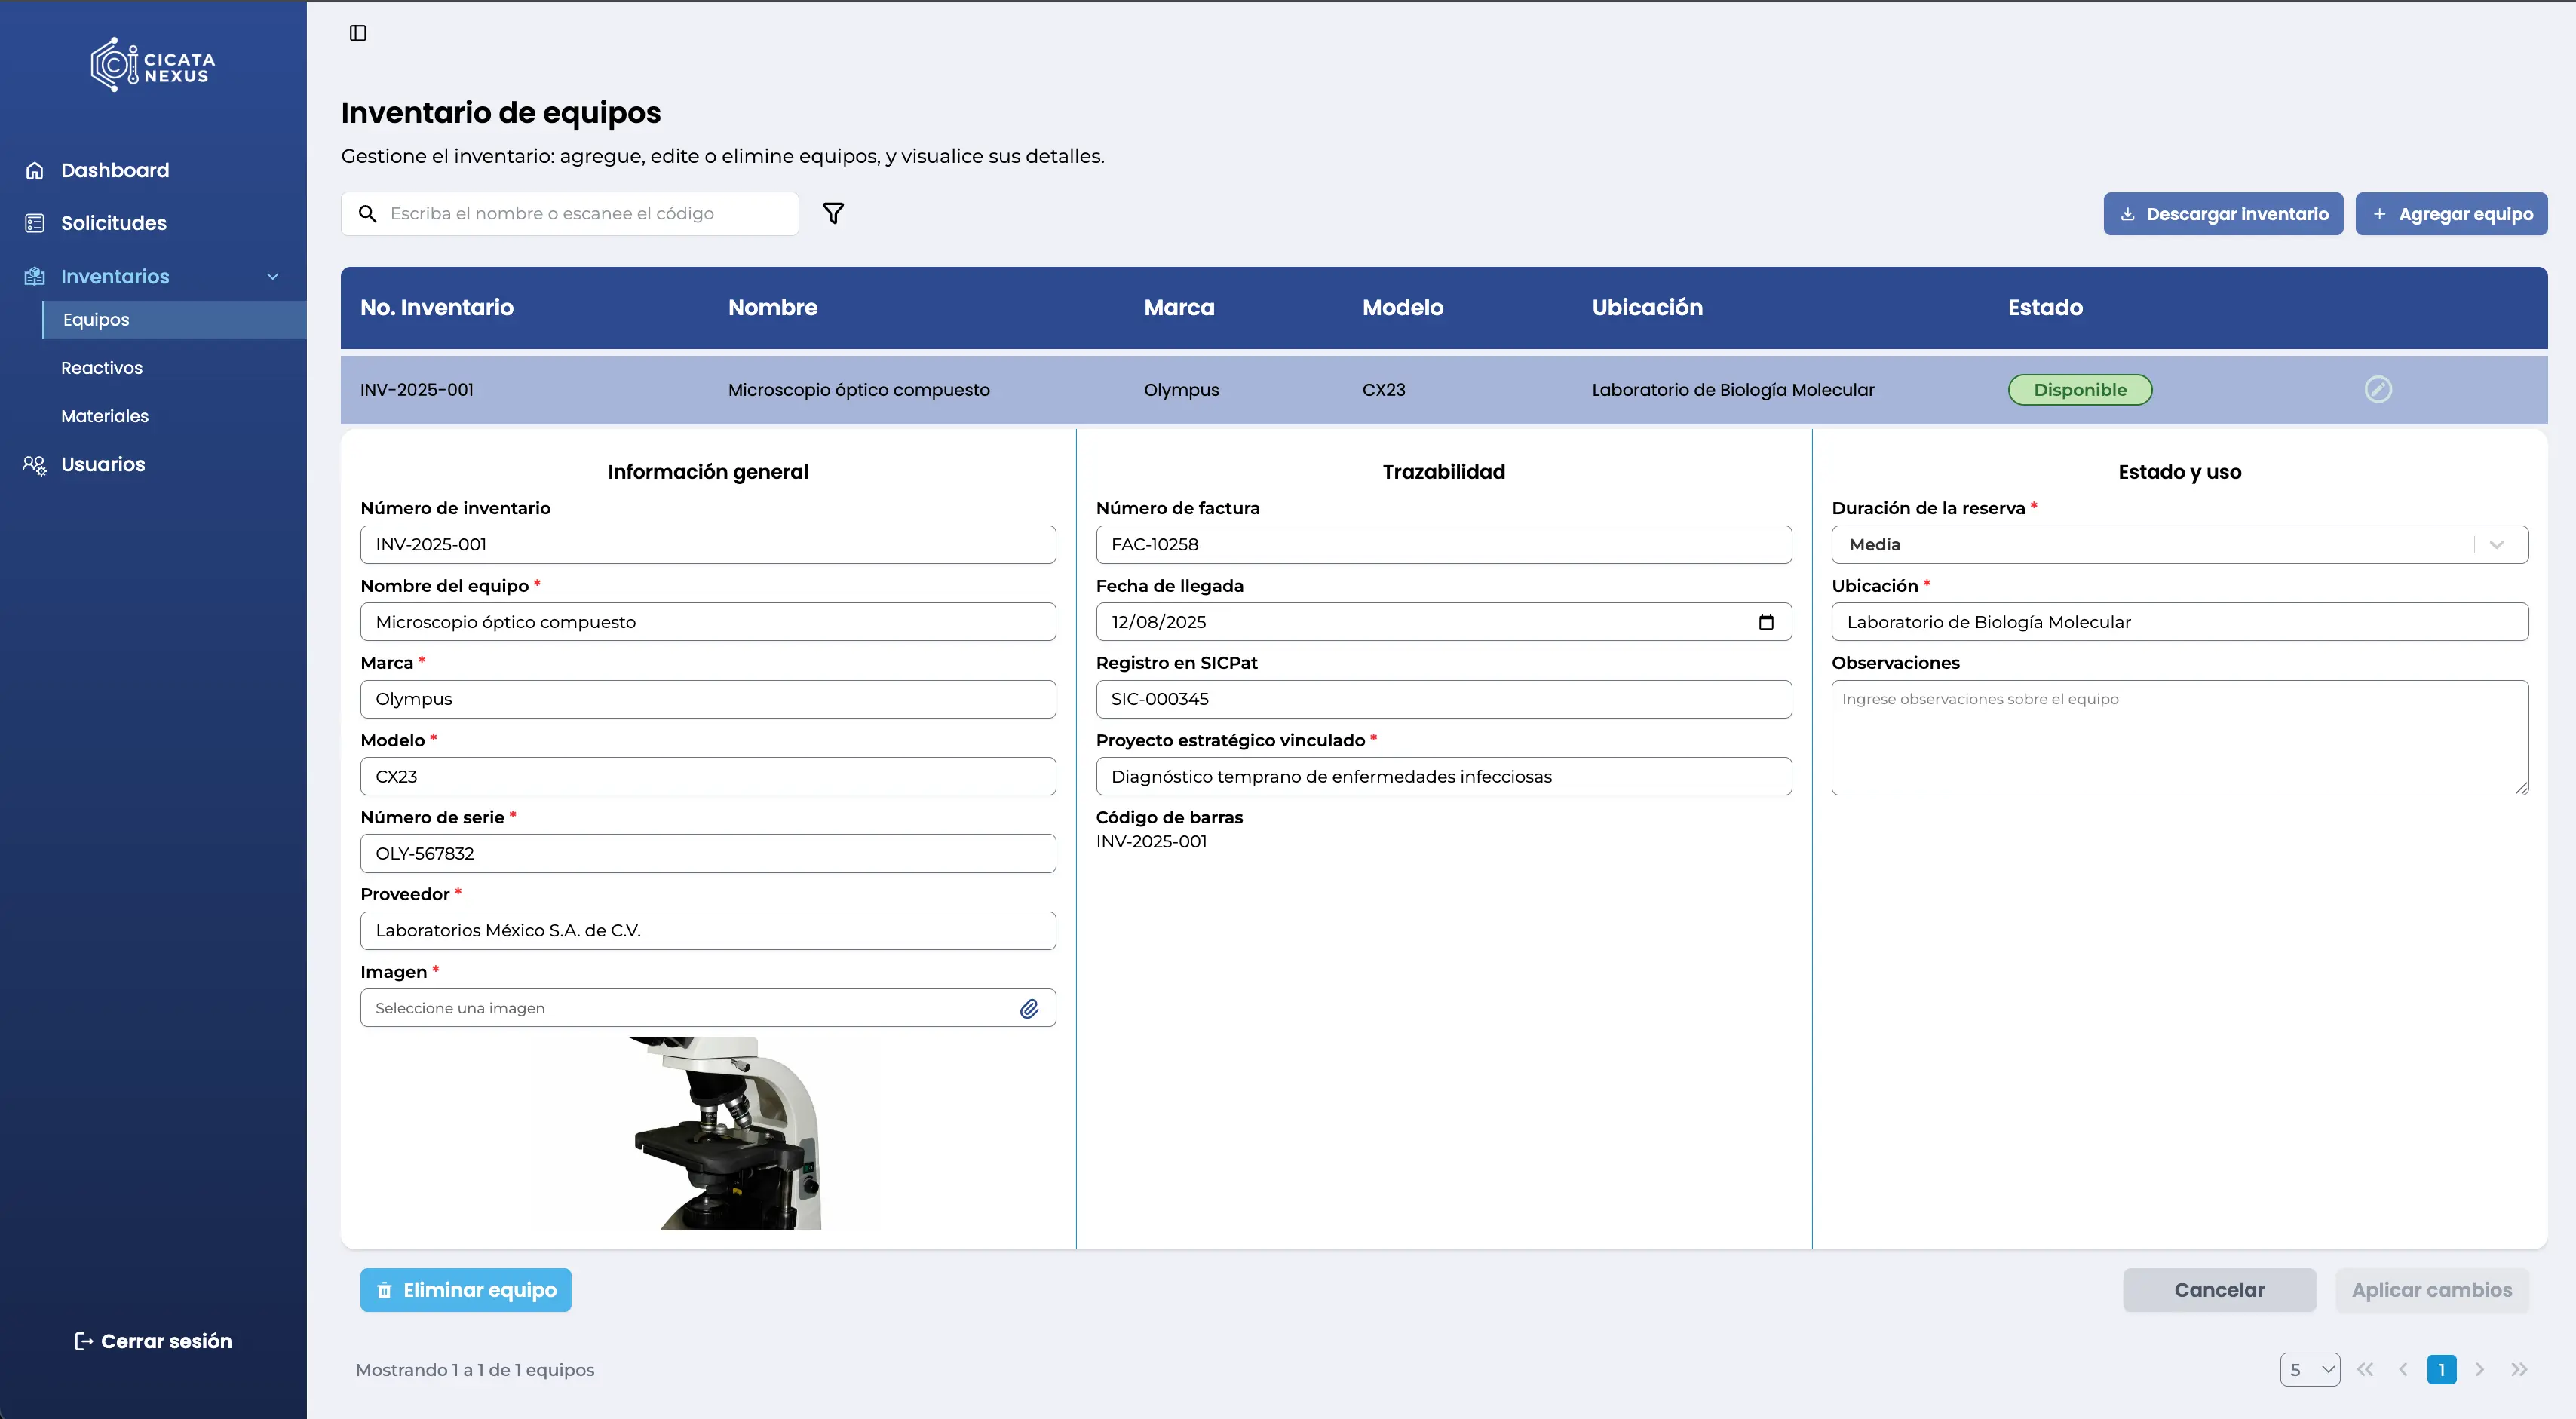 CICATA
NEXUS
Dashboard
Solicitudes
Inventarios
Equipos
Reactivos
Materiales
Usuarios
Cerrar sesión
Inventario de equipos
Gestione el inventario: agregue, edite o elimine equipos, y visualice sus detalles.
Escriba el nombre o escanee el código
Descargar inventario
+ Agregar equipo
No. Inventario Nombre Marca Modelo Ubicación Estado
INV-2025-001 Microscopio óptico compuesto Olympus CX23 Laboratorio de Biología Molecular Disponible
Información general
Número de inventario
INV-2025-001
Nombre del equipo *
Microscopio óptico compuesto
Marca *
Olympus
Modelo *
CX23
Número de serie *
OLY-567832
Proveedor *
Laboratorios México S.A. de C.V.
Imagen *
Seleccione una imagen
Trazabilidad
Número de factura
FAC-10258
Fecha de llegada
12/08/2025
Registro en SICPat
SIC-000345
Proyecto estratégico vinculado *
Diagnóstico temprano de enfermedades infecciosas
Código de barras
INV-2025-001
Estado y uso
Duración de la reserva *
Media
Ubicación *
Laboratorio de Biología Molecular
Observaciones
Ingrese observaciones sobre el equipo
Eliminar equipo
Cancelar
Aplicar cambios
Mostrando 1 a 1 de 1 equipos
5
1